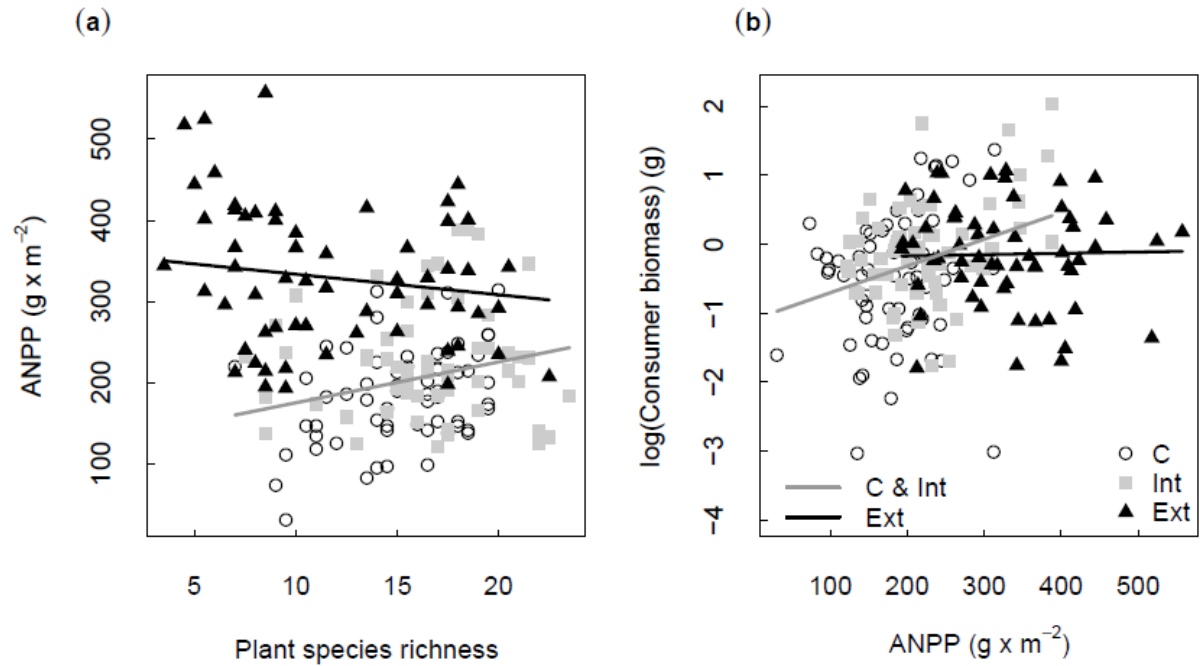 (a)
ANPP (g x m⁻²)
100 200 300 400 500
5 10 15 20
Plant species richness
(b)
log(Consumer biomass) (g)
−4 −3 −2 −1 0 1 2
C & Int
Ext
C
Int
Ext
100 200 300 400 500
ANPP (g x m⁻²)